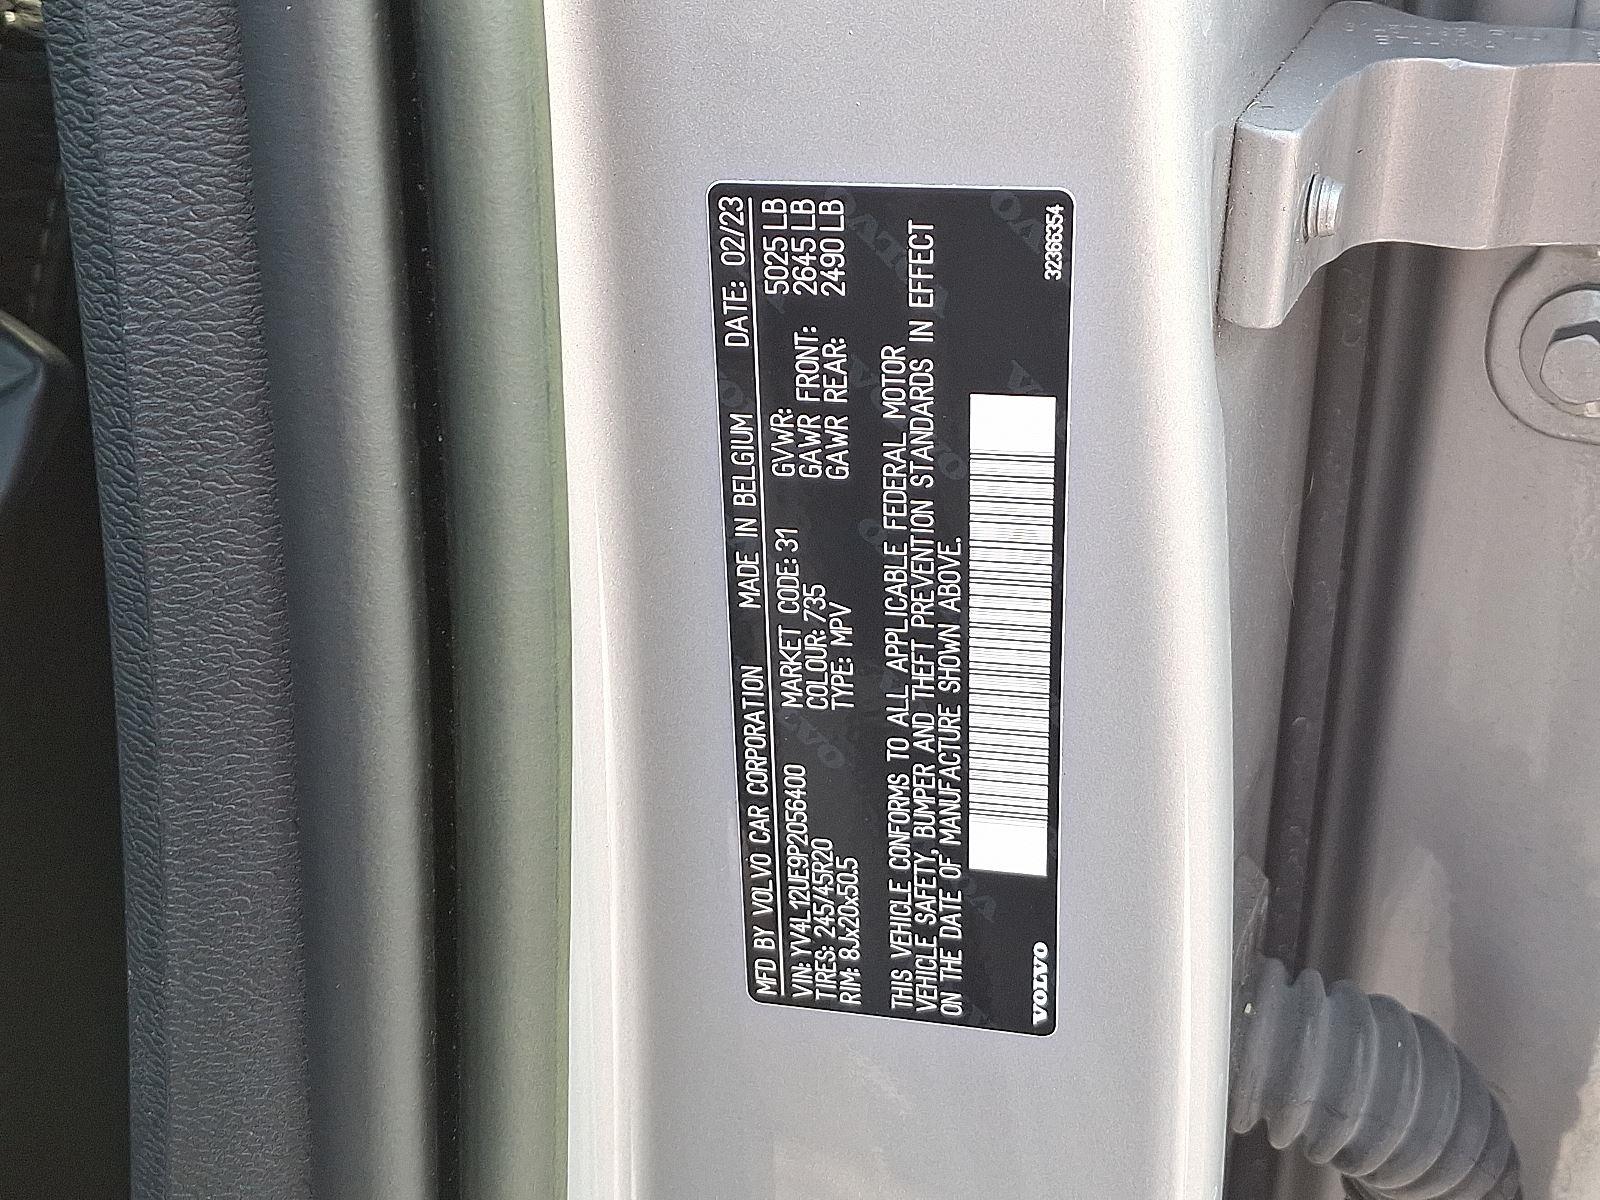 MFD BY VOLVO CAR CORPORATION MADE IN BELGIUM DATE: 02/23
VIN: YV4L12UE9P2056400 MARKET CODE: 31 GVWR: 5025 LB
TIRES: 245/45R20 COLOUR: 735 GAWR FRONT: 2645 LB
RIM: 8Jx20x50.5 TYPE: MPV GAWR REAR: 2490 LB
THIS VEHICLE CONFORMS TO ALL APPLICABLE FEDERAL MOTOR
VEHICLE SAFETY, BUMPER AND THEFT PREVENTION STANDARDS IN EFFECT
ON THE DATE OF MANUFACTURE SHOWN ABOVE.
VOLVO 32366354